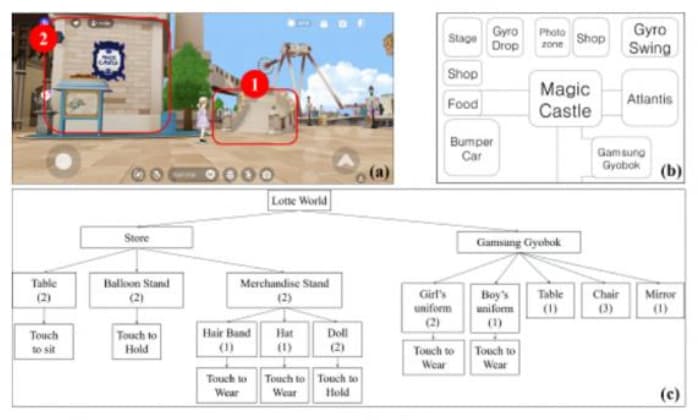 2
1
MAGIC
CASTLE
(a)
Stage
Gyro
Drop
Photo
zone
Shop
Gyro
Swing
Shop
Food
Magic
Castle
Atlantis
Bumper
Car
Gamsung
Gyobok
(b)
Lotte World
Store
Gamsung Gyobok
Table
(2)
Balloon Stand
(2)
Merchandise Stand
(2)
Girl's
uniform
(2)
Boy's
uniform
(1)
Table
(1)
Chair
(3)
Mirror
(1)
Touch
to sit
Touch to
Hold
Hair Band
(1)
Hat
(1)
Doll
(2)
Touch to
Wear
Touch to
Wear
Touch to
Wear
Touch to
Wear
Touch to
Hold
(c)